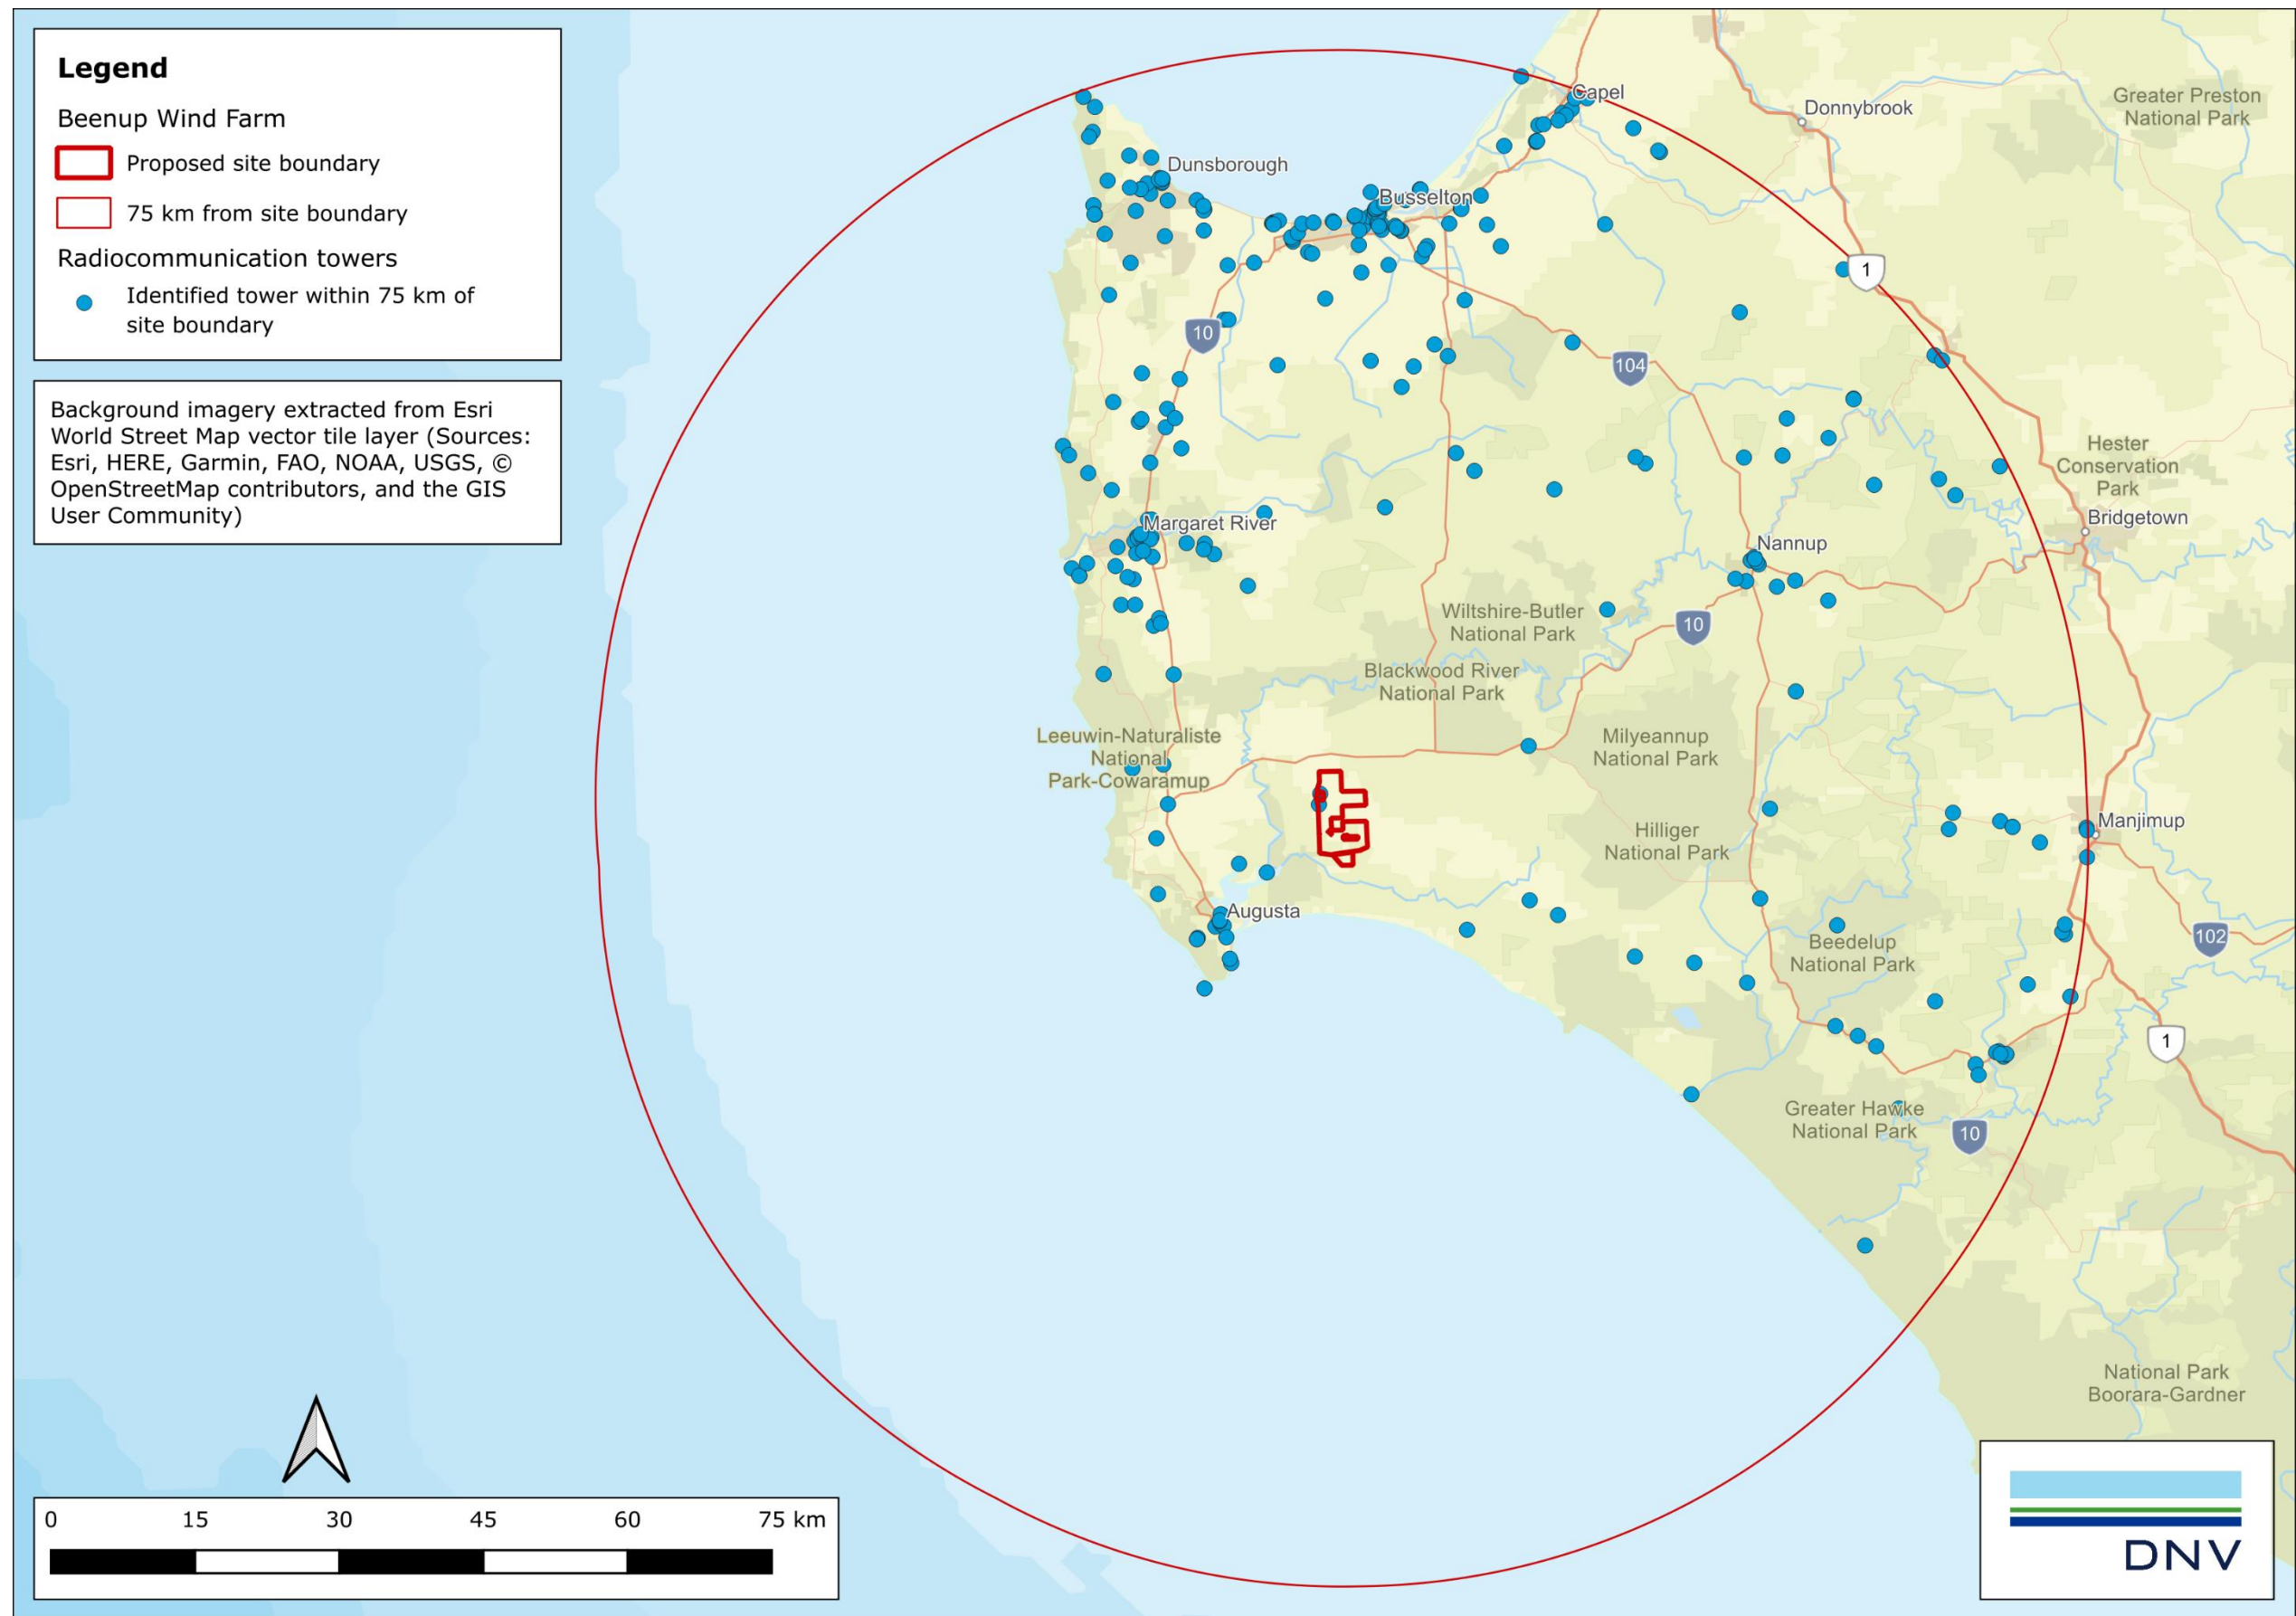 Legend
Beenup Wind Farm
Proposed site boundary
75 km from site boundary
Radiocommunication towers
Identified tower within 75 km of
site boundary
Background imagery extracted from Esri
World Street Map vector tile layer (Sources:
Esri, HERE, Garmin, FAO, NOAA, USGS, ©
OpenStreetMap contributors, and the GIS
User Community)
Capel
Donnybrook
Greater Preston
National Park
Dunsborough
Busselton
1
10
104
Hester
Conservation
Park
Bridgetown
Margaret River
Nannup
Wiltshire-Butler
National Park
10
Blackwood River
National Park
Leeuwin-Naturaliste
National
Park-Cowaramup
Milyeannup
National Park
Hilliger
National Park
Manjimup
Augusta
Beedelup
National Park
102
1
Greater Hawke
National Park
10
National Park
Boorara-Gardner
0 15 30 45 60 75 km
DNV